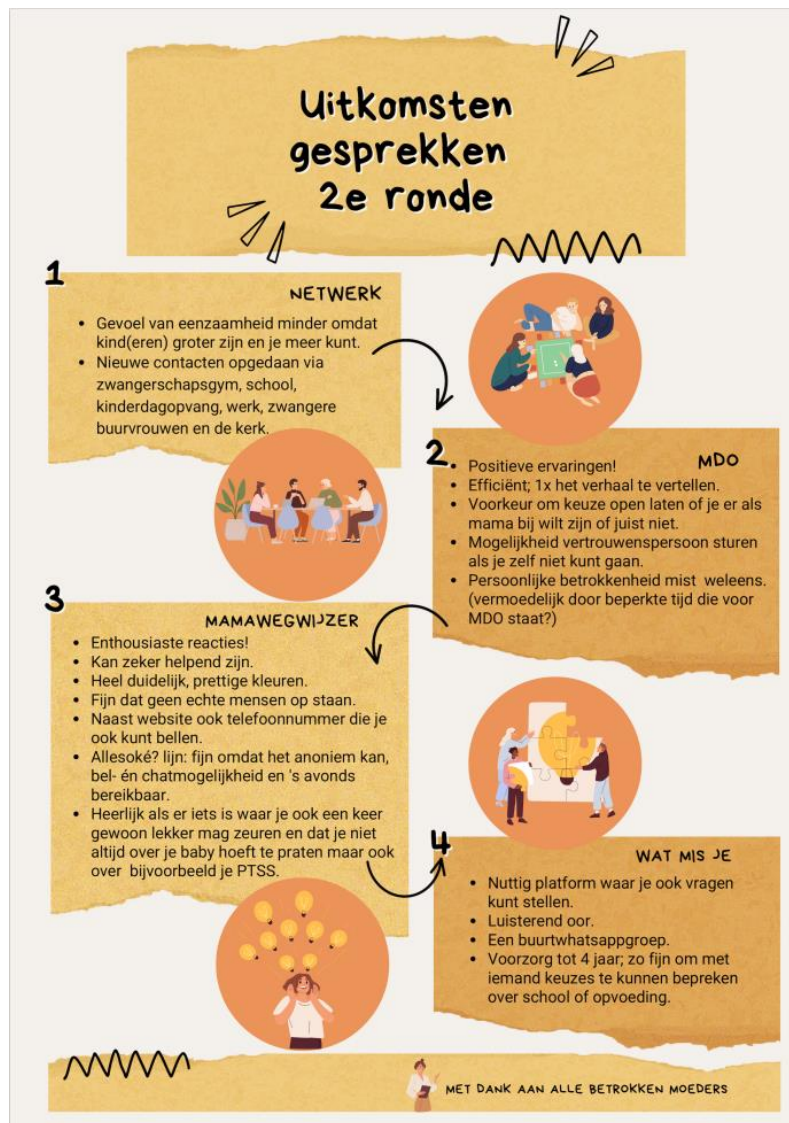 Uitkomsten
gesprekken
2e ronde
1
NETWERK
• Gevoel van eenzaamheid minder omdat
kind(eren) groter zijn en je meer kunt.
• Nieuwe contacten opgedaan via
zwangerschapsgym, school,
kinderdagopvang, werk, zwangere
buurvrouwen en de kerk.
2
MDO
• Positieve ervaringen!
• Efficiënt; 1x het verhaal te vertellen.
• Voorkeur om keuze open laten of je er als
mama bij wilt zijn of juist niet.
• Mogelijkheid vertrouwenspersoon sturen
als je zelf niet kunt gaan.
• Persoonlijke betrokkenheid mist weleens.
(vermoedelijk door beperkte tijd die voor
MDO staat?)
3
MAMAWEGWIJZER
• Enthousiaste reacties!
• Kan zeker helpend zijn.
• Heel duidelijk, prettige kleuren.
• Fijn dat geen echte mensen op staan.
• Naast website ook telefoonnummer die je
ook kunt bellen.
• Allesoké? lijn: fijn omdat het anoniem kan,
bel- én chatmogelijkheid en 's avonds
bereikbaar.
• Heerlijk als er iets is waar je ook een keer
gewoon lekker mag zeuren en dat je niet
altijd over je baby hoeft te praten maar ook
over bijvoorbeeld je PTSS.
4
WAT MIS JE
• Nuttig platform waar je ook vragen
kunt stellen.
• Luisterend oor.
• Een buurtwhatsappgroep.
• Voorzorg tot 4 jaar; zo fijn om met
iemand keuzes te kunnen bepreken
over school of opvoeding.
MET DANK AAN ALLE BETROKKEN MOEDERS